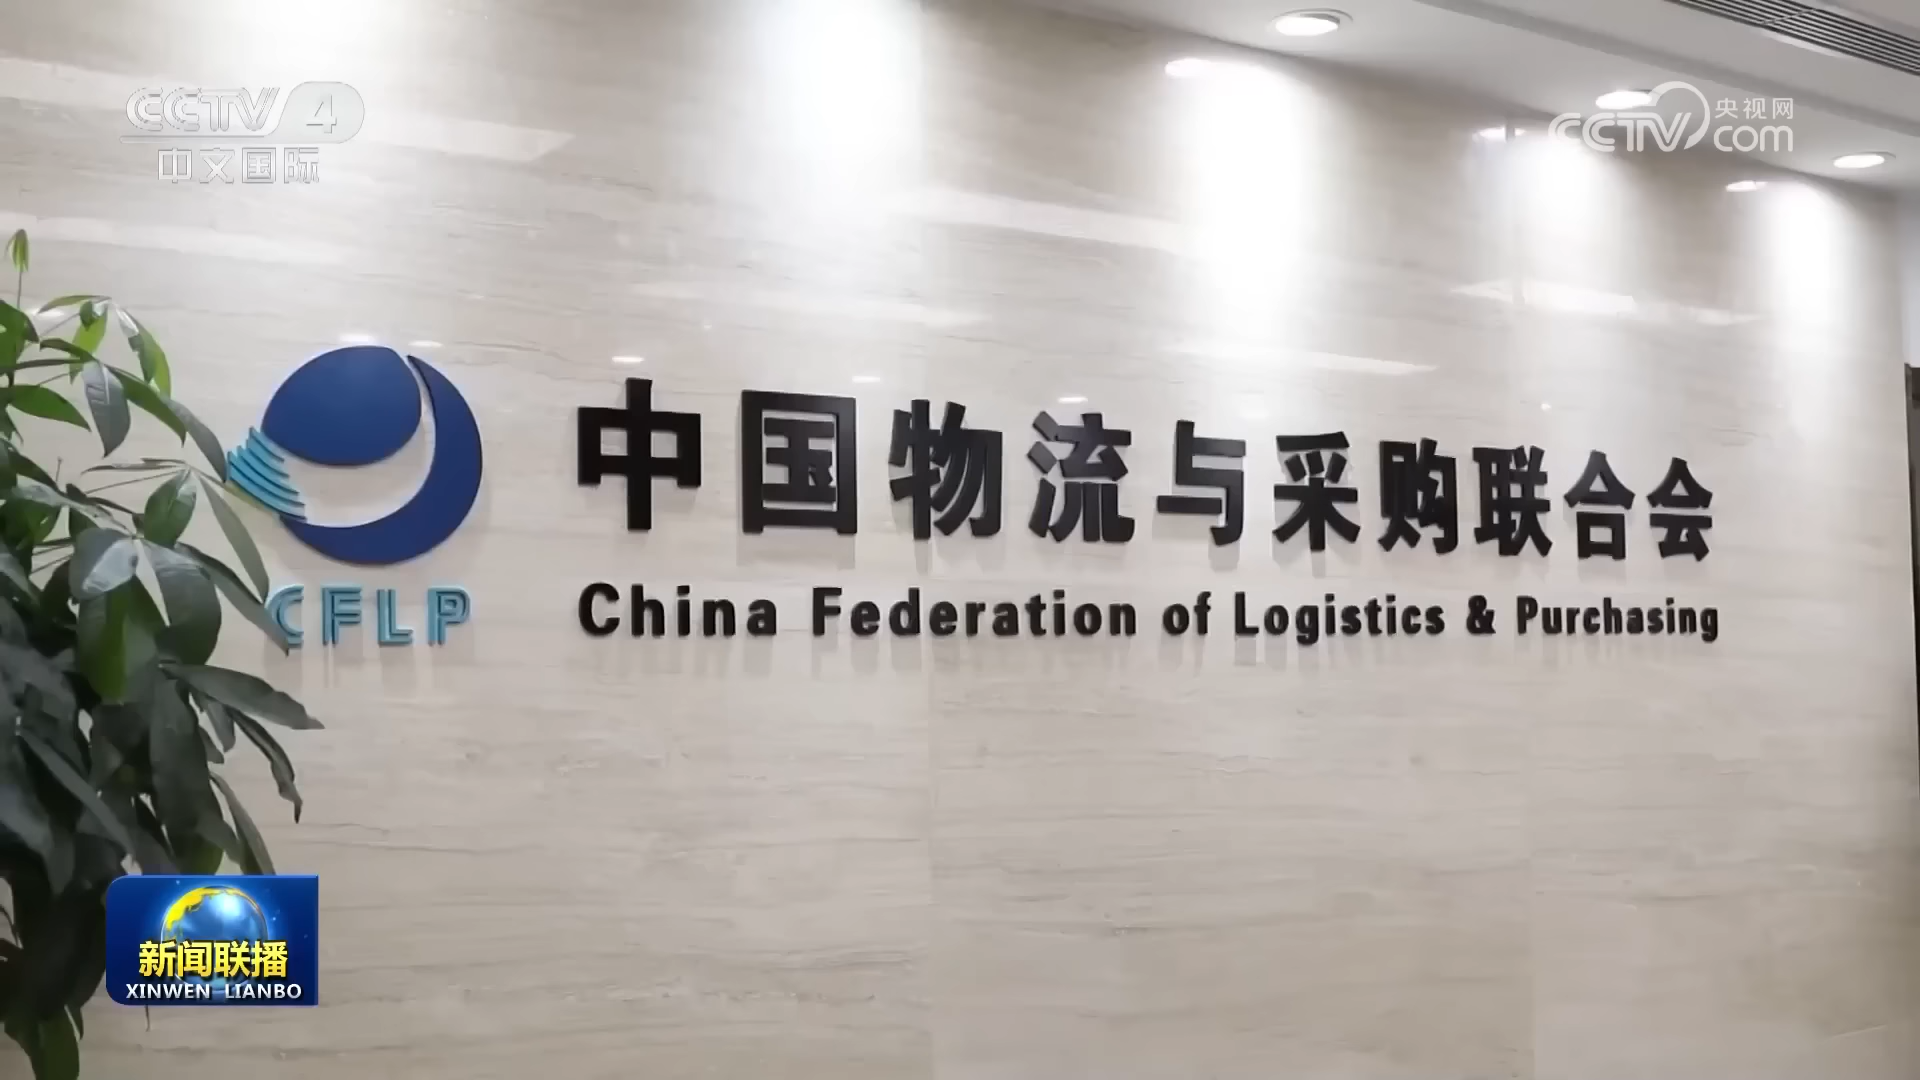 CCTV 4
中文国际
央视网
CCTV com
中国物流与采购联合会
CFLP
China Federation of Logistics & Purchasing
新闻联播
XINWEN LIANBO